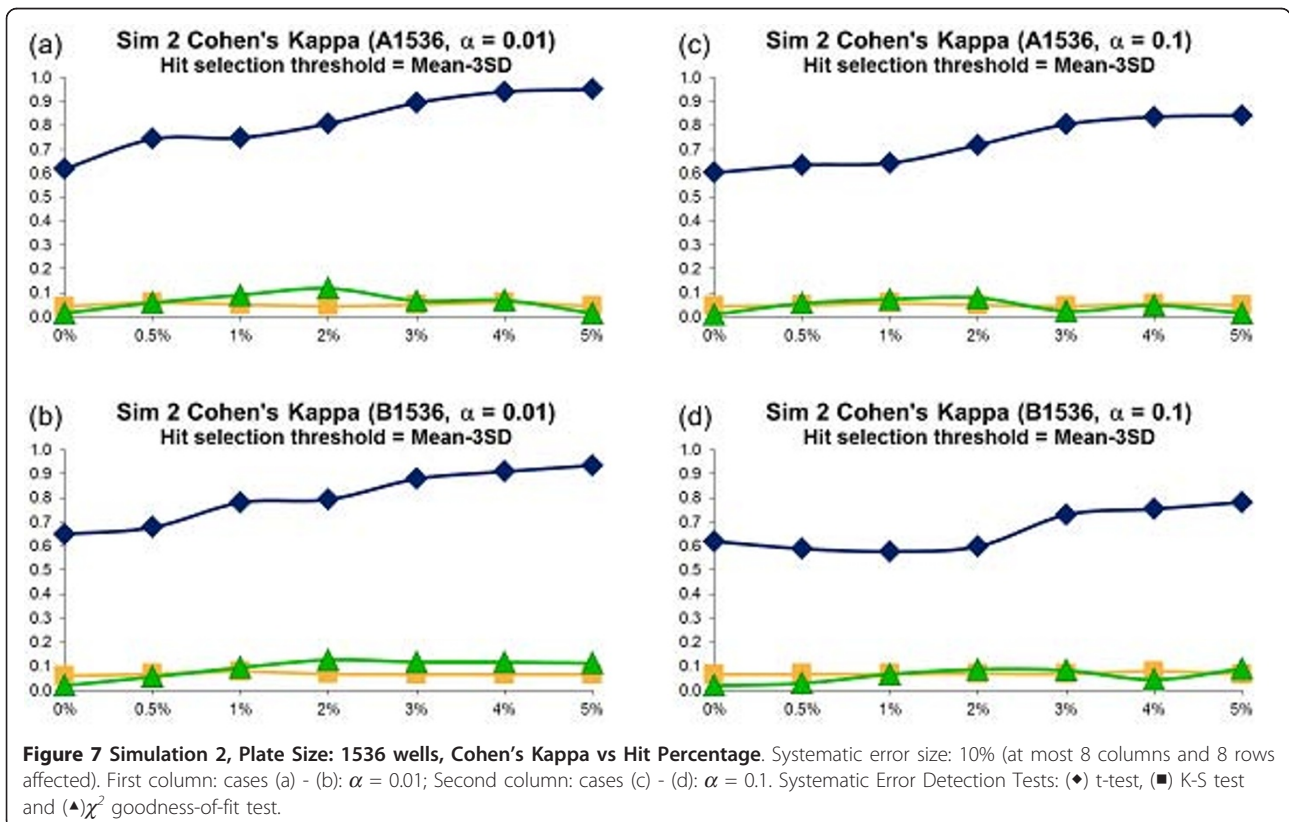 (a)
Sim 2 Cohen's Kappa (A1536, α = 0.01)
Hit selection threshold = Mean-3SD
1.0
0.9
0.8
0.7
0.6
0.5
0.4
0.3
0.2
0.1
0.0
0% 0.5% 1% 2% 3% 4% 5%
(c)
Sim 2 Cohen's Kappa (A1536, α = 0.1)
Hit selection threshold = Mean-3SD
1.0
0.9
0.8
0.7
0.6
0.5
0.4
0.3
0.2
0.1
0.0
0% 0.5% 1% 2% 3% 4% 5%
(b)
Sim 2 Cohen's Kappa (B1536, α = 0.01)
Hit selection threshold = Mean-3SD
1.0
0.9
0.8
0.7
0.6
0.5
0.4
0.3
0.2
0.1
0.0
0% 0.5% 1% 2% 3% 4% 5%
(d)
Sim 2 Cohen's Kappa (B1536, α = 0.1)
Hit selection threshold = Mean-3SD
1.0
0.9
0.8
0.7
0.6
0.5
0.4
0.3
0.2
0.1
0.0
0% 0.5% 1% 2% 3% 4% 5%
Figure 7 Simulation 2, Plate Size: 1536 wells, Cohen's Kappa vs Hit Percentage. Systematic error size: 10% (at most 8 columns and 8 rows
affected). First column: cases (a) - (b): α = 0.01; Second column: cases (c) - (d): α = 0.1. Systematic Error Detection Tests: (◆) t-test, (■) K-S test
and (▲)χ² goodness-of-fit test.